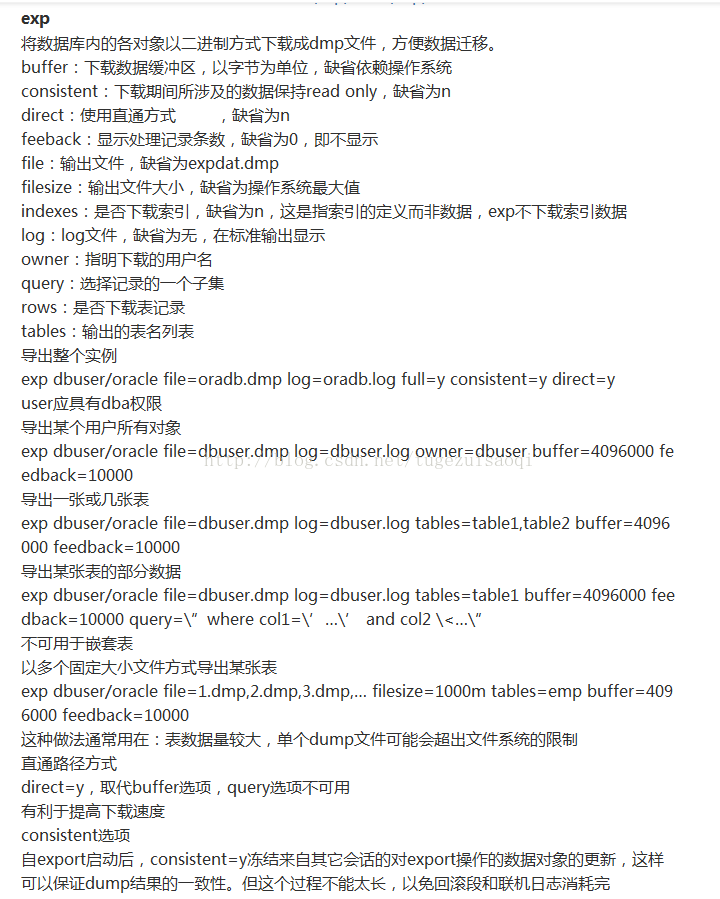 exp
将数据库内的各对象以二进制方式下载成dmp文件，方便数据迁移。
buffer：下载数据缓冲区，以字节为单位，缺省依赖操作系统
consistent：下载期间所涉及的数据保持read only，缺省为n
direct：使用直通方式 ，缺省为n
feeback：显示处理记录条数，缺省为0，即不显示
file：输出文件，缺省为expdat.dmp
filesize：输出文件大小，缺省为操作系统最大值
indexes：是否下载索引，缺省为n，这是指索引的定义而非数据，exp不下载索引数据
log：log文件，缺省为无，在标准输出显示
owner：指明下载的用户名
query：选择记录的一个子集
rows：是否下载表记录
tables：输出的表名列表
导出整个实例
exp dbuser/oracle file=oradb.dmp log=oradb.log full=y consistent=y direct=y
user应具有dba权限
导出某个用户所有对象
exp dbuser/oracle file=dbuser.dmp log=dbuser.log owner=dbuser buffer=4096000 fe
http://blog.csdn.net/tugezuisaoqi
edback=10000
导出一张或几张表
exp dbuser/oracle file=dbuser.dmp log=dbuser.log tables=table1,table2 buffer=4096
000 feedback=10000
导出某张表的部分数据
exp dbuser/oracle file=dbuser.dmp log=dbuser.log tables=table1 buffer=4096000 fee
dback=10000 query=\”where col1=\’…\’ and col2 \<…\”
不可用于嵌套表
以多个固定大小文件方式导出某张表
exp dbuser/oracle file=1.dmp,2.dmp,3.dmp,… filesize=1000m tables=emp buffer=409
6000 feedback=10000
这种做法通常用在：表数据量较大，单个dump文件可能会超出文件系统的限制
直通路径方式
direct=y，取代buffer选项，query选项不可用
有利于提高下载速度
consistent选项
自export启动后，consistent=y冻结来自其它会话的对export操作的数据对象的更新，这样
可以保证dump结果的一致性。但这个过程不能太长，以免回滚段和联机日志消耗完